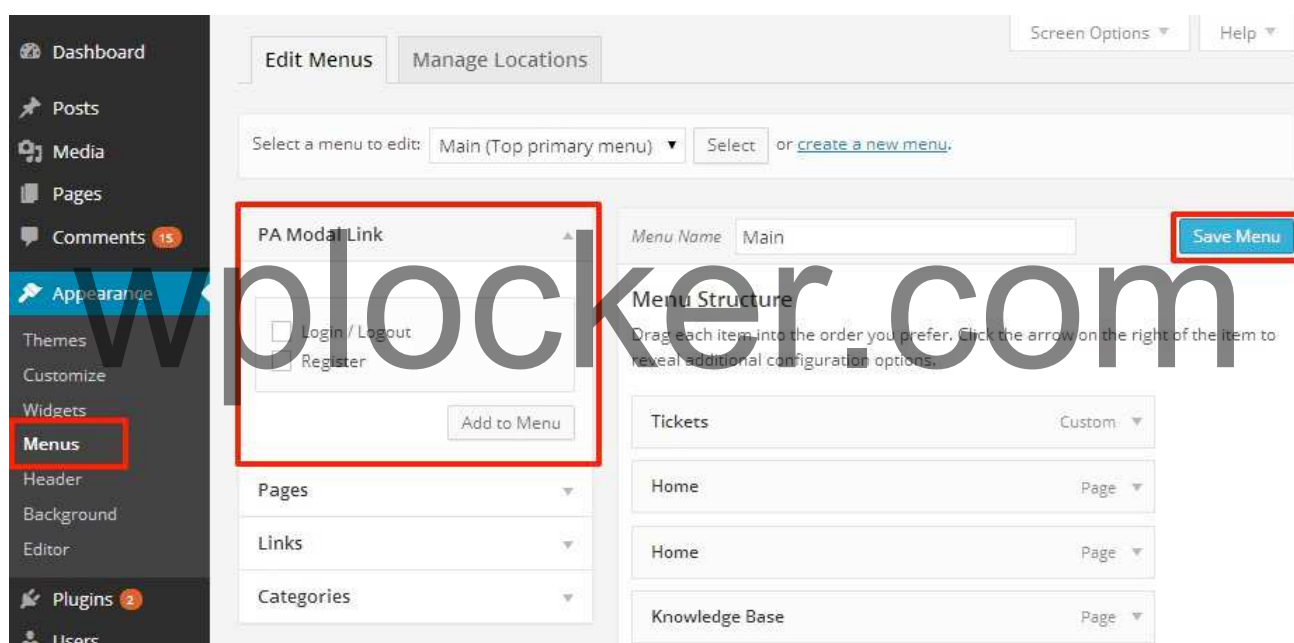 Screen Options
Help
Dashboard
Edit Menus
Manage Locations
Posts
Media
Pages
Comments 15
Select a menu to edit: Main (Top primary menu) Select or create a new menu.
PA Modal Link
Menu Name Main
Save Menu
Appearance
Themes
Customize
Widgets
Menus
Header
Background
Editor
Plugins 2
Users
Login / Logout
Register
Add to Menu
Pages
Links
Categories
Menu Structure
Drag each item into the order you prefer. Click the arrow on the right of the item to
reveal additional configuration options.
Tickets Custom
Home Page
Home Page
Knowledge Base Page
wplocker.com